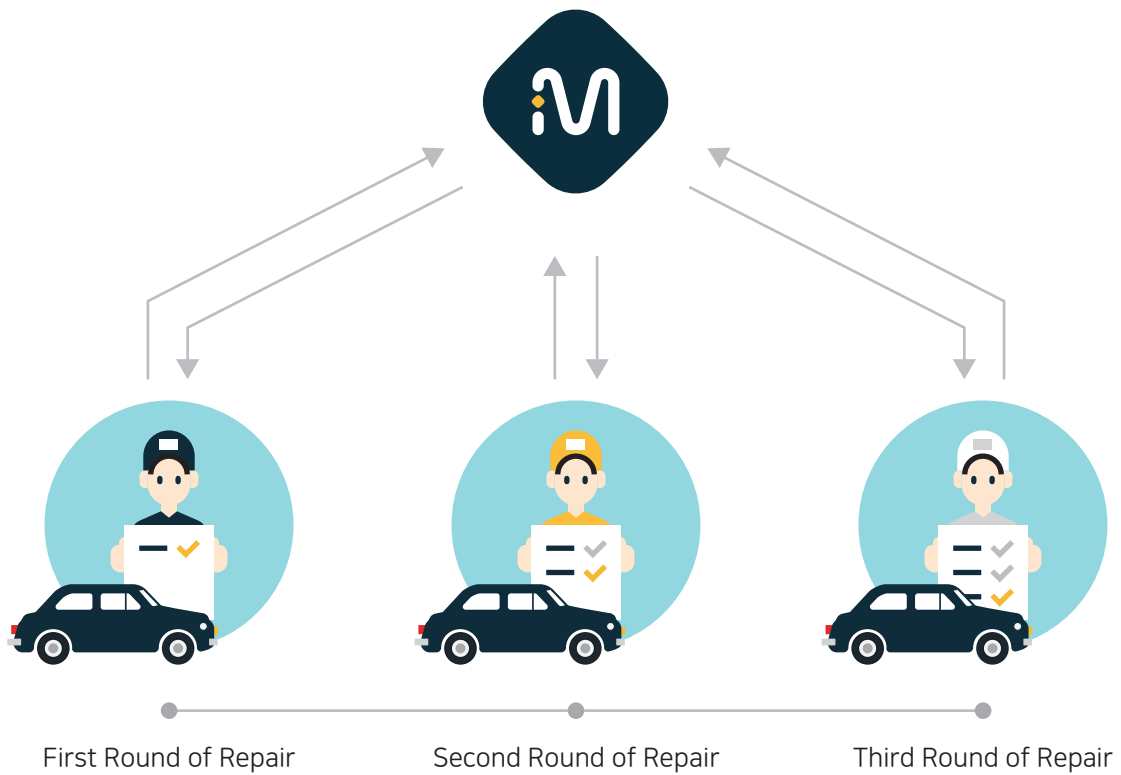 M
First Round of Repair
Second Round of Repair
Third Round of Repair